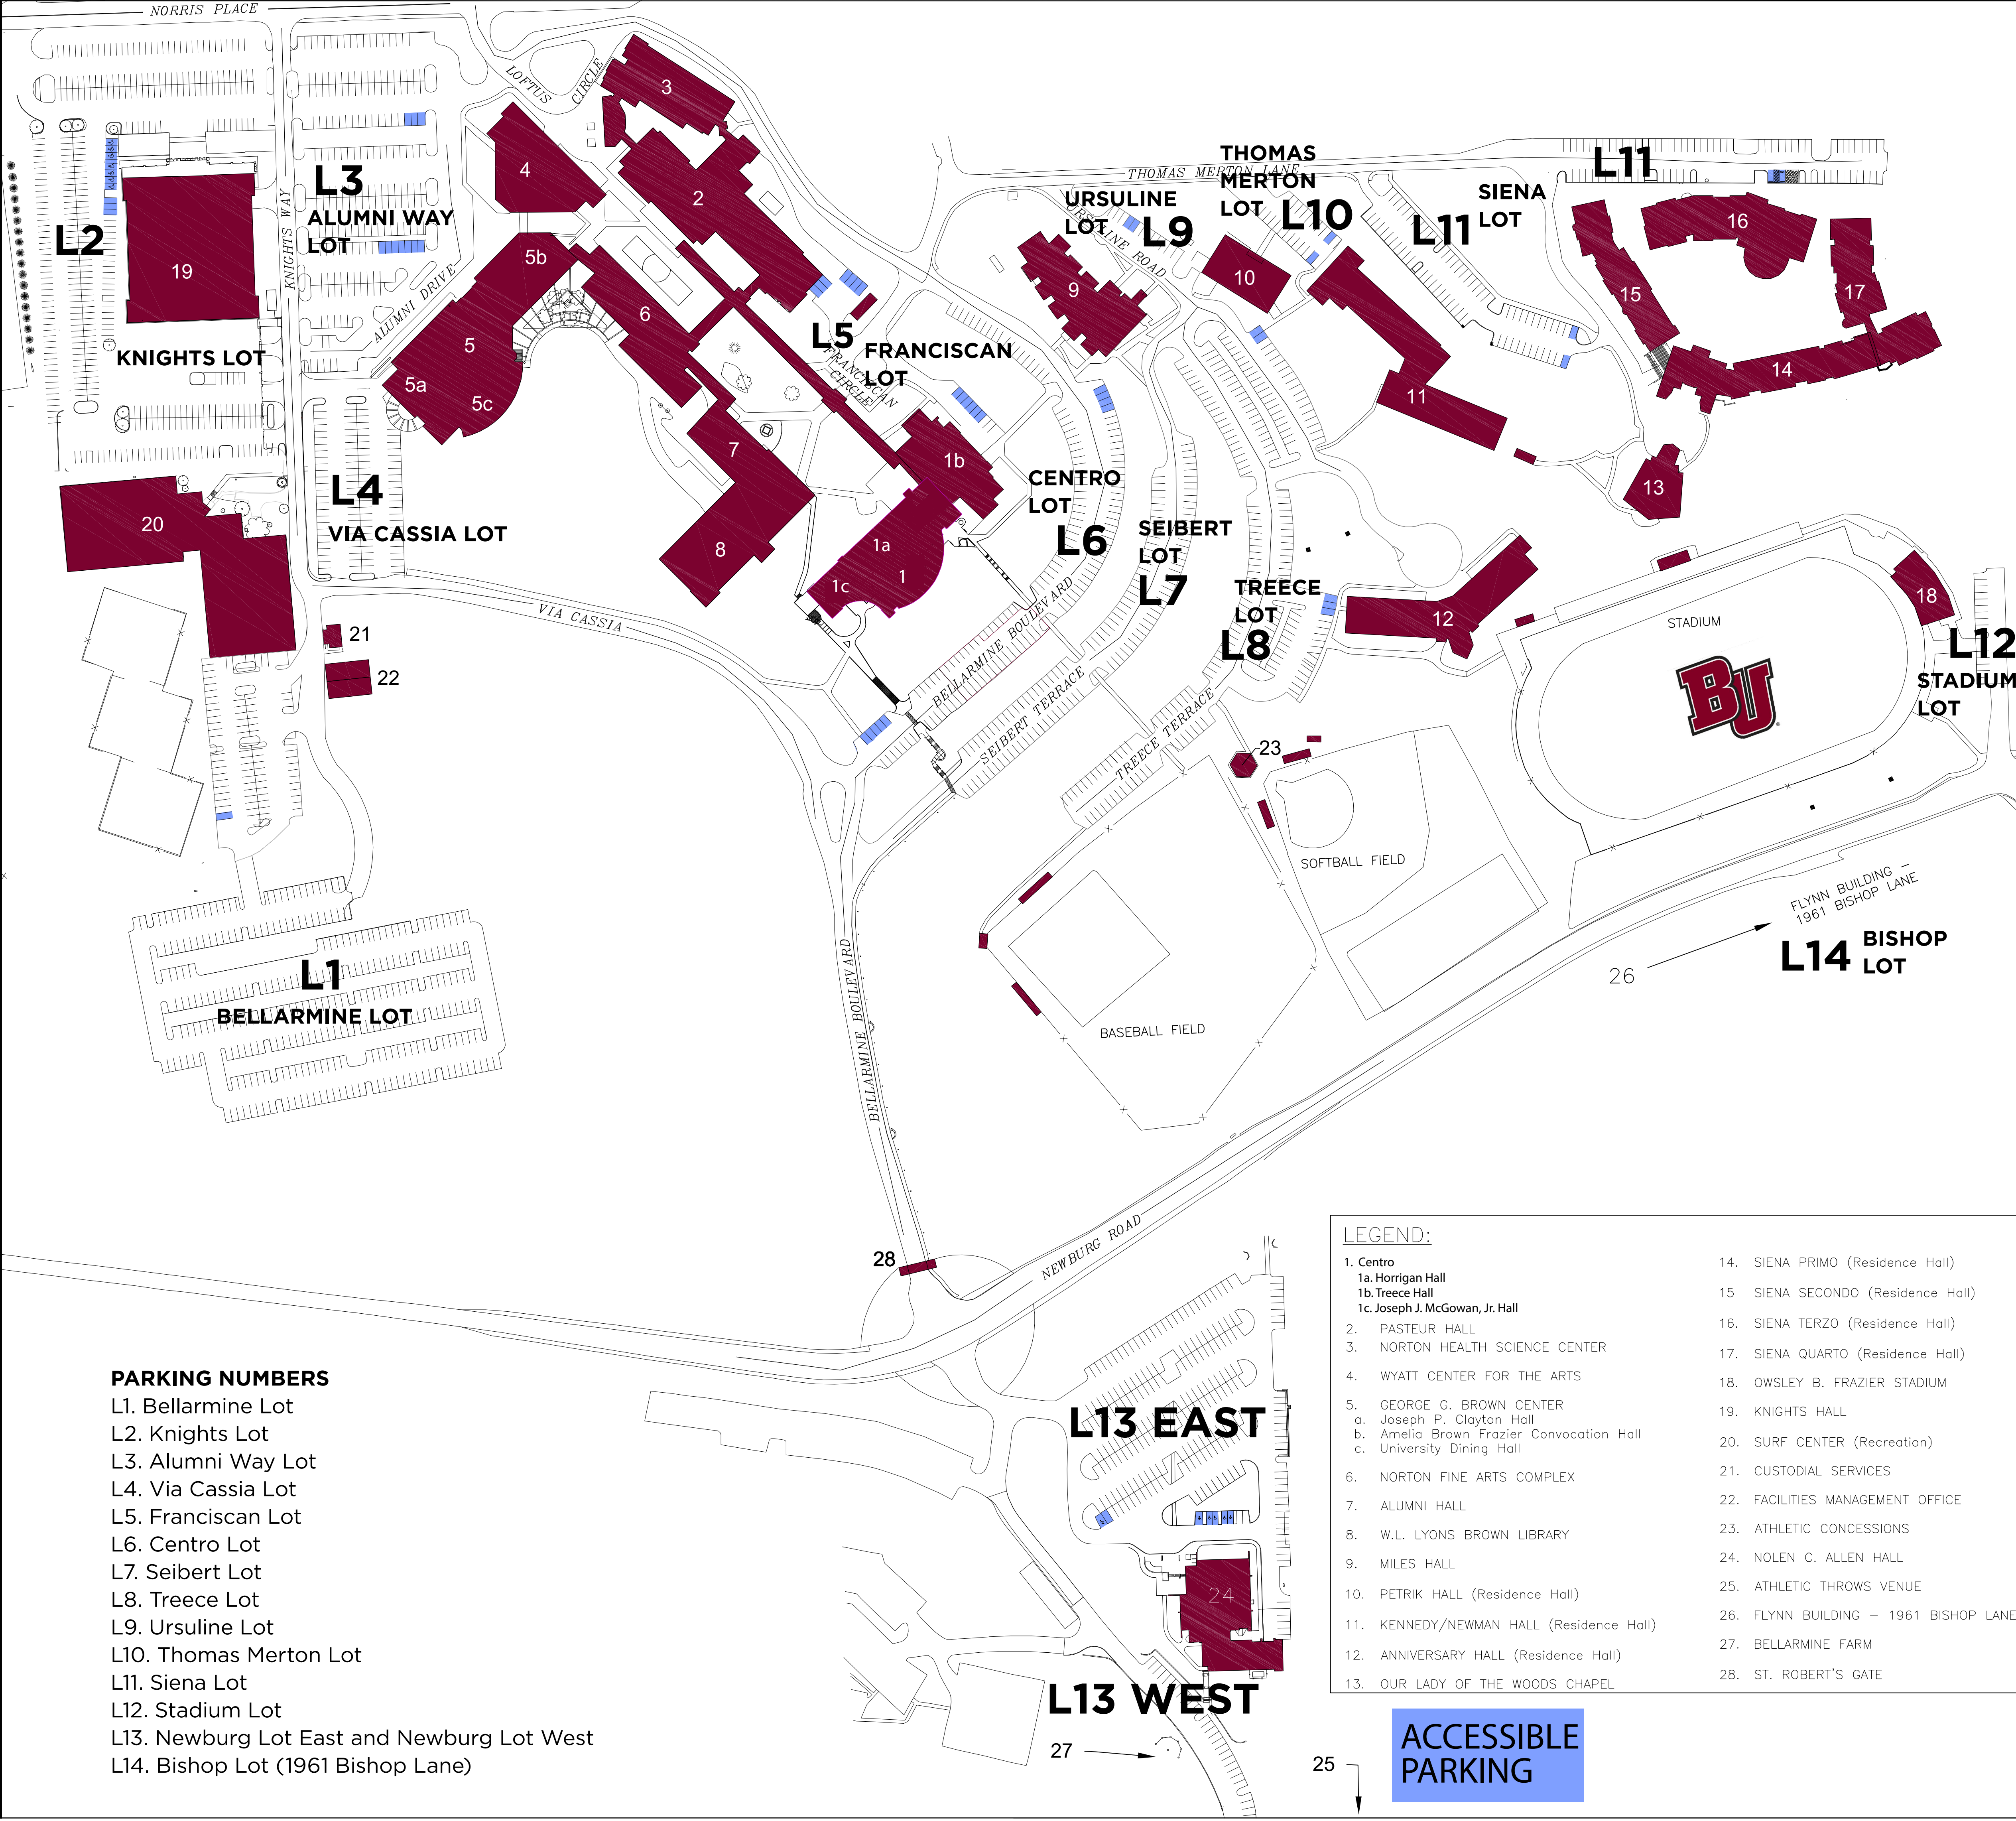 NORRIS PLACE
LOFTUS
CIRCLE
KNIGHTS WAY
ALUMNI DRIVE
THOMAS MERTON LANE
URSULINE ROAD
FRANCISCAN
CIRCLE
VIA CASSIA
BELLARMINE BOULEVARD
SEIBERT TERRACE
TREECE TERRACE
BELLARMINE BOULEVARD
NEWBURG ROAD
L2
KNIGHTS LOT
L3
ALUMNI WAY
LOT
L4
VIA CASSIA LOT
L5
FRANCISCAN
LOT
CENTRO
LOT
L6
SEIBERT
LOT
L7
TREECE
LOT
L8
URSULINE
LOT
L9
THOMAS
MERTON
LOT
L10
L11
SIENA
LOT
L11
L12
STADIUM
LOT
L1
BELLARMINE LOT
L13 EAST
L13 WEST
L14
BISHOP
LOT
FLYNN BUILDING –
1961 BISHOP LANE
STADIUM
BU
SOFTBALL FIELD
BASEBALL FIELD
1
1a
1b
1c
2
3
4
5
5a
5b
5c
6
7
8
9
10
11
12
13
14
15
16
17
18
19
20
21
22
23
24
25
26
27
28
PARKING NUMBERS
L1. Bellarmine Lot
L2. Knights Lot
L3. Alumni Way Lot
L4. Via Cassia Lot
L5. Franciscan Lot
L6. Centro Lot
L7. Seibert Lot
L8. Treece Lot
L9. Ursuline Lot
L10. Thomas Merton Lot
L11. Siena Lot
L12. Stadium Lot
L13. Newburg Lot East and Newburg Lot West
L14. Bishop Lot (1961 Bishop Lane)
LEGEND:
1. Centro
1a. Horrigan Hall
1b. Treece Hall
1c. Joseph J. McGowan, Jr. Hall
2. PASTEUR HALL
3. NORTON HEALTH SCIENCE CENTER
4. WYATT CENTER FOR THE ARTS
5. GEORGE G. BROWN CENTER
a. Joseph P. Clayton Hall
b. Amelia Brown Frazier Convocation Hall
c. University Dining Hall
6. NORTON FINE ARTS COMPLEX
7. ALUMNI HALL
8. W.L. LYONS BROWN LIBRARY
9. MILES HALL
10. PETRIK HALL (Residence Hall)
11. KENNEDY/NEWMAN HALL (Residence Hall)
12. ANNIVERSARY HALL (Residence Hall)
13. OUR LADY OF THE WOODS CHAPEL
14. SIENA PRIMO (Residence Hall)
15 SIENA SECONDO (Residence Hall)
16. SIENA TERZO (Residence Hall)
17. SIENA QUARTO (Residence Hall)
18. OWSLEY B. FRAZIER STADIUM
19. KNIGHTS HALL
20. SURF CENTER (Recreation)
21. CUSTODIAL SERVICES
22. FACILITIES MANAGEMENT OFFICE
23. ATHLETIC CONCESSIONS
24. NOLEN C. ALLEN HALL
25. ATHLETIC THROWS VENUE
26. FLYNN BUILDING – 1961 BISHOP LANE
27. BELLARMINE FARM
28. ST. ROBERT'S GATE
ACCESSIBLE
PARKING